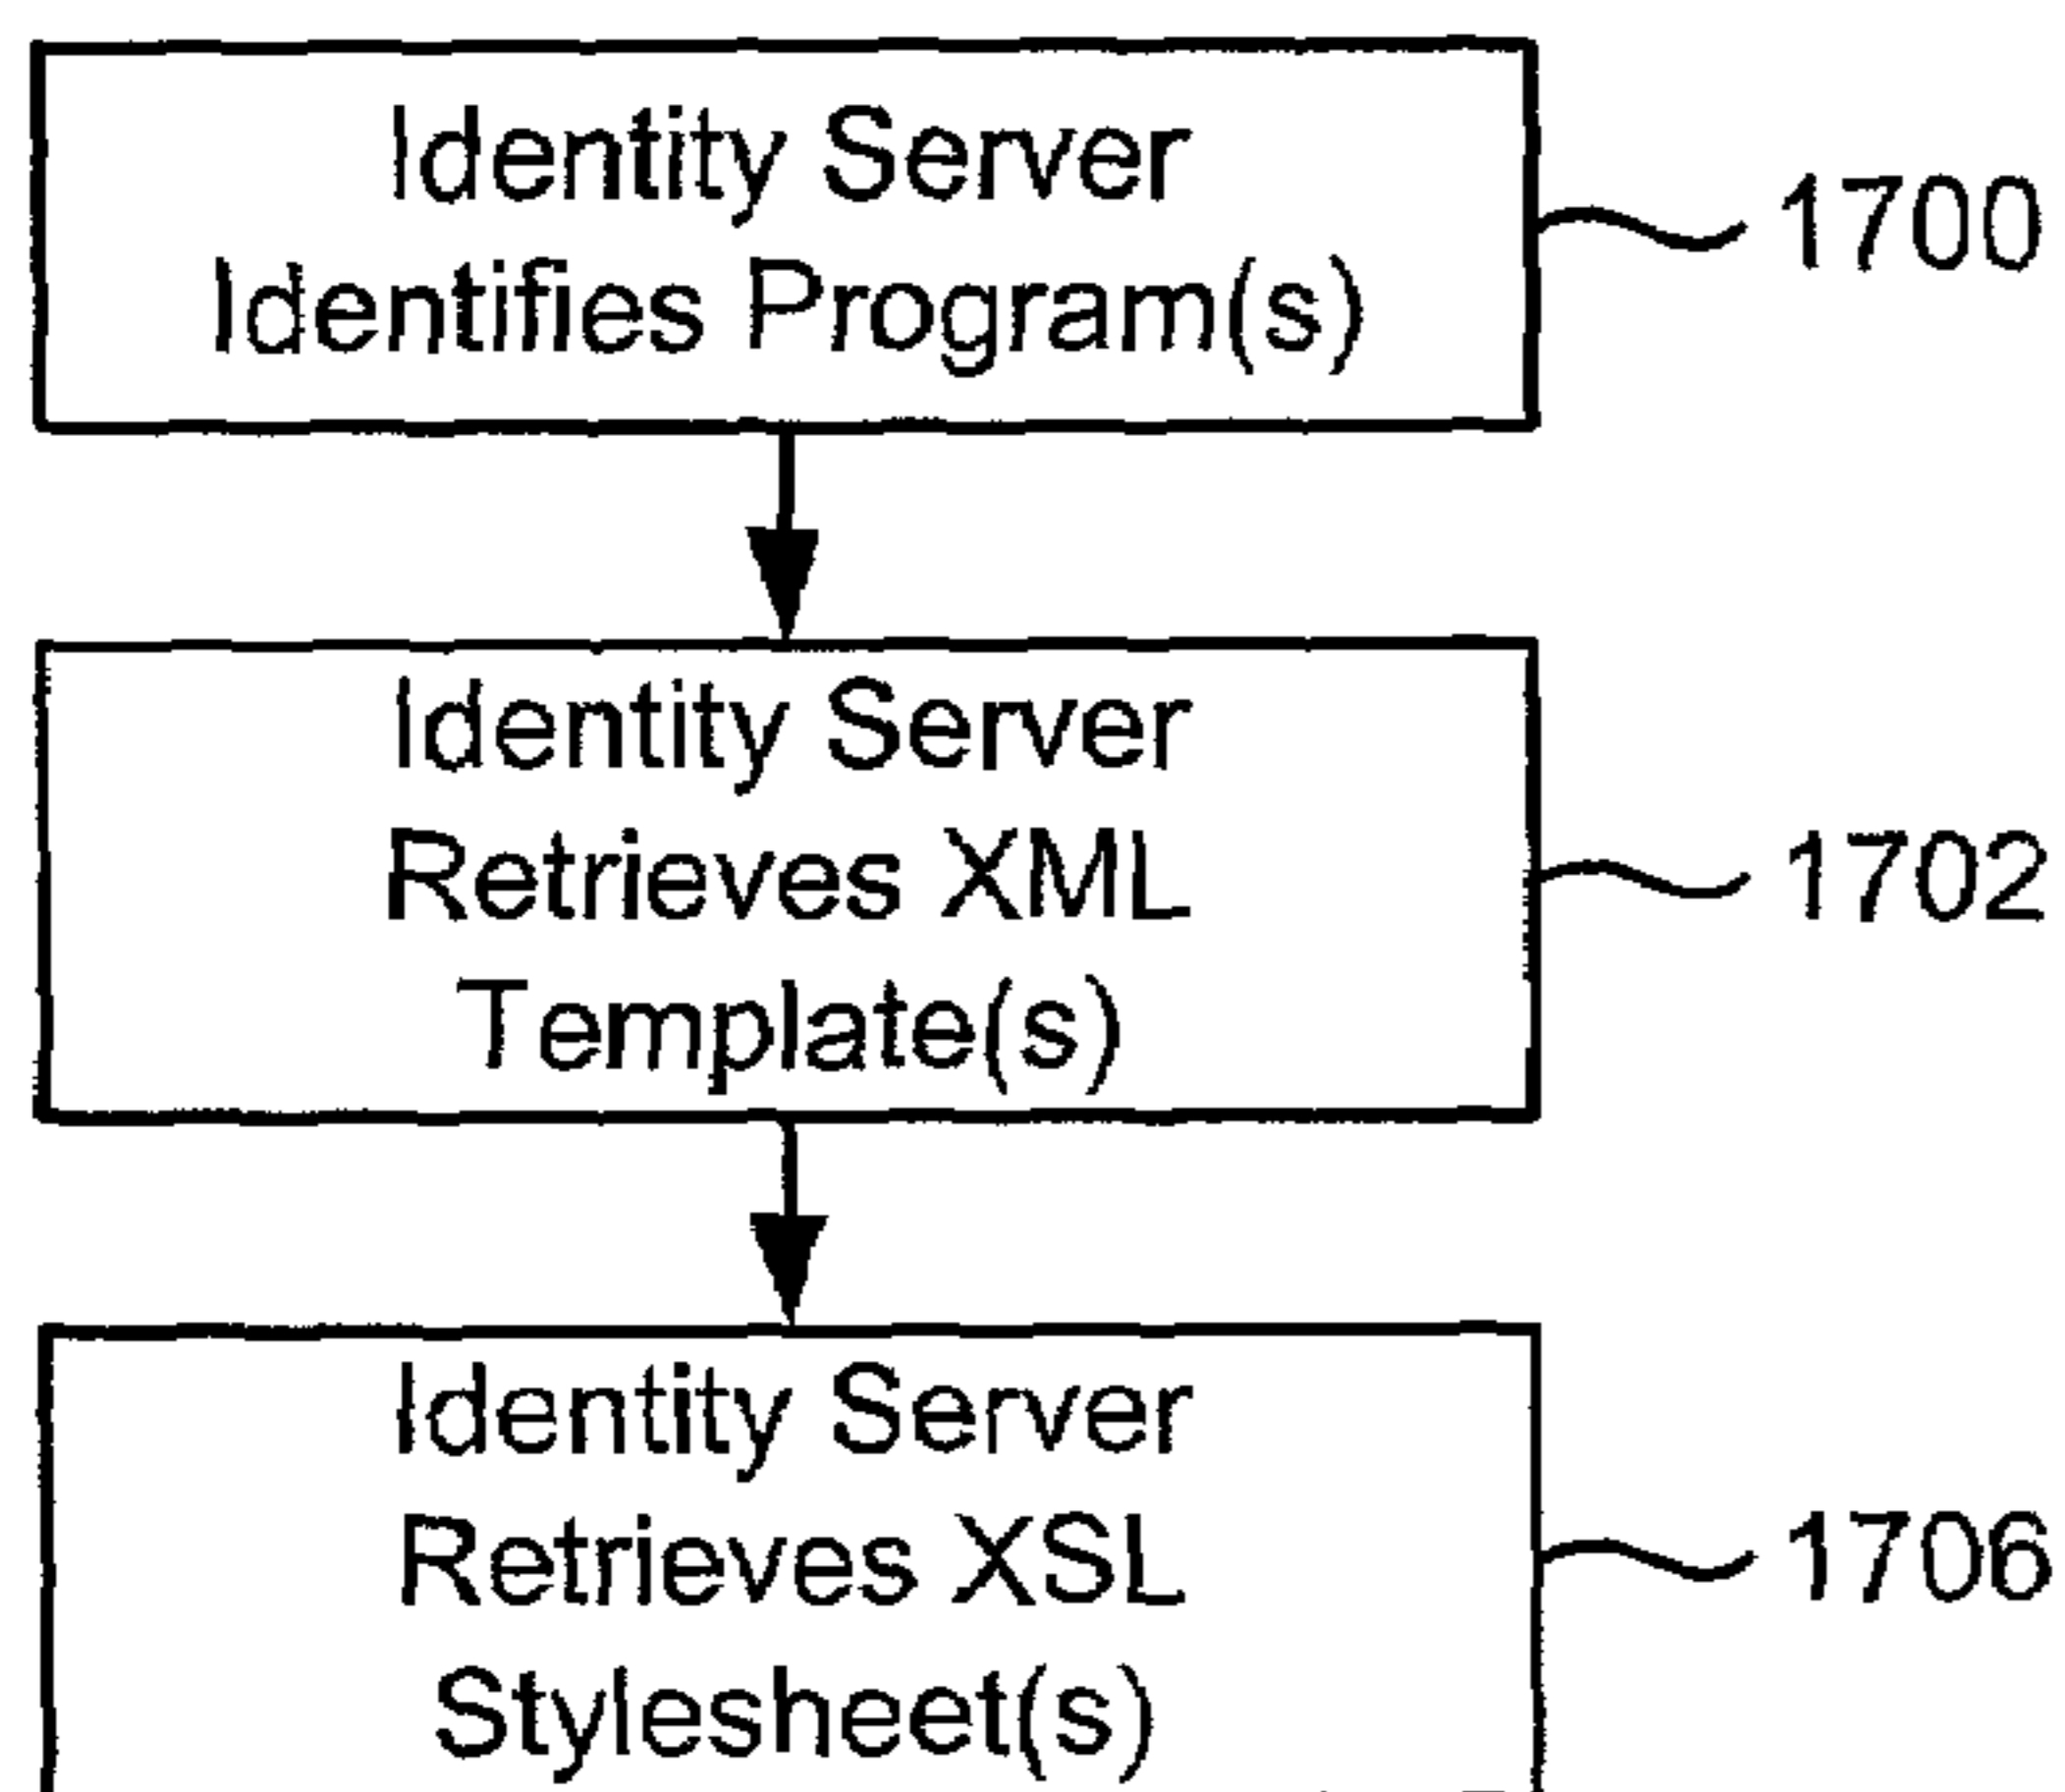 Identity Server
Identifies Program(s)
1700
Identity Server
Retrieves XML
Template(s)
1702
Identity Server
Retrieves XSL
Stylesheet(s)
1706